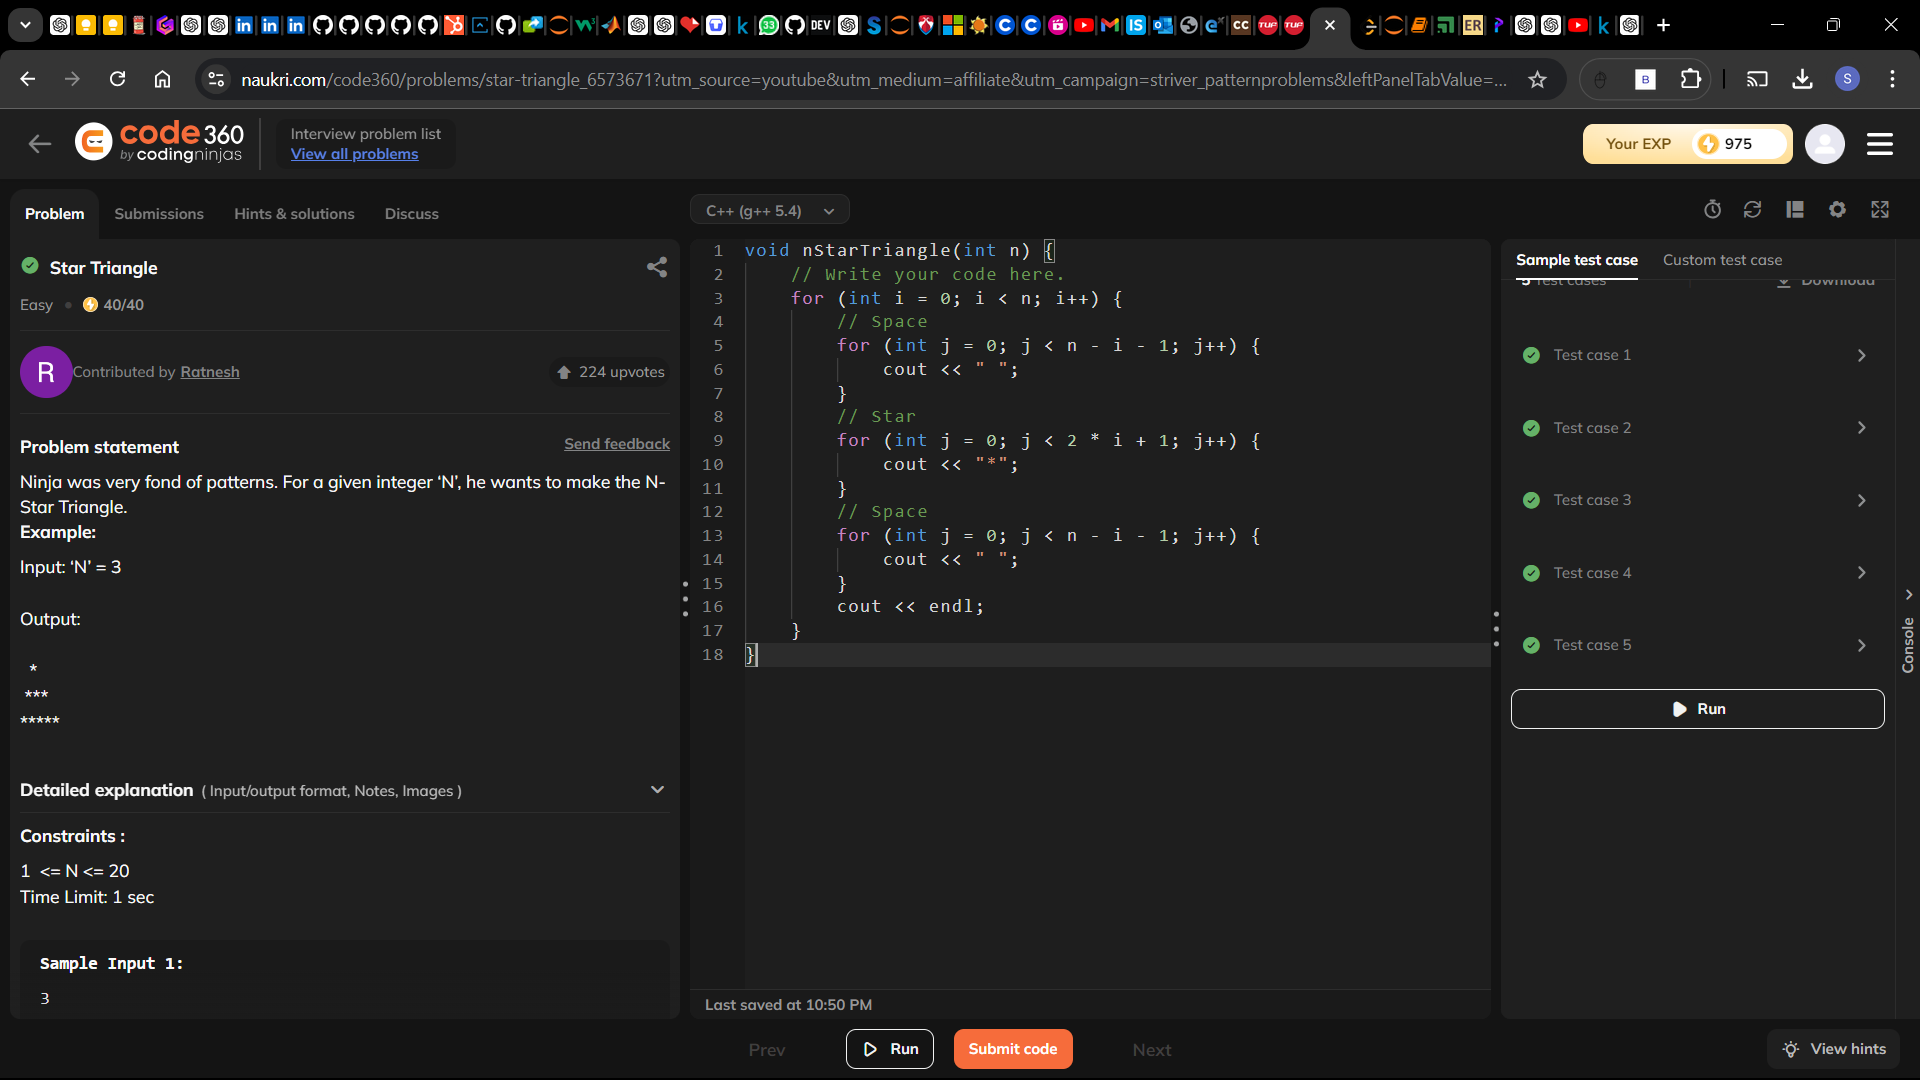 naukri.com/code360/problems/star-triangle_6573671?utm_source=youtube&utm_medium=affiliate&utm_campaign=striver_patternproblems&leftPanelTabValue=...
code360
by codingninjas
Interview problem list
View all problems
Your EXP 975
Problem
Submissions
Hints & solutions
Discuss
Star Triangle
Easy
40/40
R
Contributed by Ratnesh
224 upvotes
Problem statement
Send feedback
Ninja was very fond of patterns. For a given integer ‘N’, he wants to make the N-
Star Triangle.
Example:
Input: ‘N’ = 3
Output:
*
***
*****
Detailed explanation ( Input/output format, Notes, Images )
Constraints :
1 <= N <= 20
Time Limit: 1 sec
Sample Input 1:
3
C++ (g++ 5.4)
1 void nStarTriangle(int n) {
2 // Write your code here.
3 for (int i = 0; i < n; i++) {
4 // Space
5 for (int j = 0; j < n - i - 1; j++) {
6 cout << " ";
7 }
8 // Star
9 for (int j = 0; j < 2 * i + 1; j++) {
10 cout << "*";
11 }
12 // Space
13 for (int j = 0; j < n - i - 1; j++) {
14 cout << " ";
15 }
16 cout << endl;
17 }
18 }
Last saved at 10:50 PM
Sample test case
Custom test case
5 Test cases
Download
Test case 1
Test case 2
Test case 3
Test case 4
Test case 5
Run
Console
Prev
Run
Submit code
Next
View hints